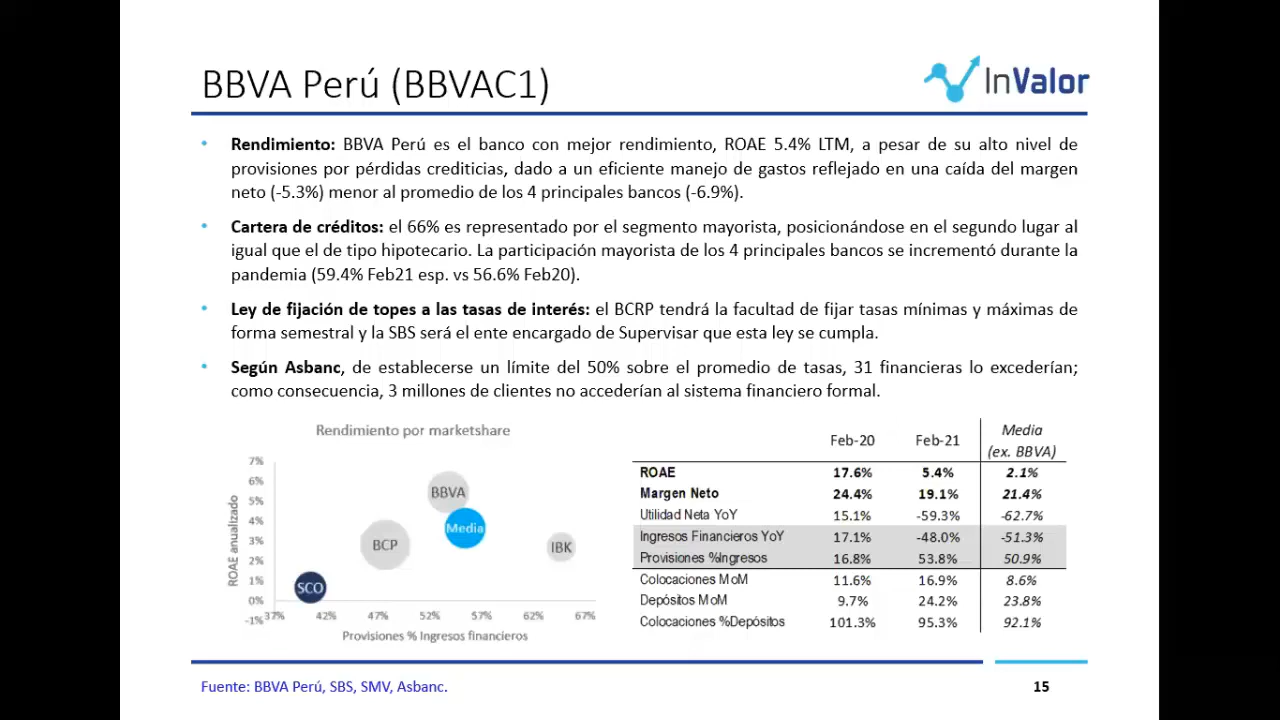 BBVA Perú (BBVAC1)
InValor
• Rendimiento: BBVA Perú es el banco con mejor rendimiento, ROAE 5.4% LTM, a pesar de su alto nivel de
provisiones por pérdidas crediticias, dado a un eficiente manejo de gastos reflejado en una caída del margen
neto (-5.3%) menor al promedio de los 4 principales bancos (-6.9%).
• Cartera de créditos: el 66% es representado por el segmento mayorista, posicionándose en el segundo lugar al
igual que el de tipo hipotecario. La participación mayorista de los 4 principales bancos se incrementó durante la
pandemia (59.4% Feb21 esp. vs 56.6% Feb20).
• Ley de fijación de topes a las tasas de interés: el BCRP tendrá la facultad de fijar tasas mínimas y máximas de
forma semestral y la SBS será el ente encargado de Supervisar que esta ley se cumpla.
• Según Asbanc, de establecerse un límite del 50% sobre el promedio de tasas, 31 financieras lo excederían;
como consecuencia, 3 millones de clientes no accederían al sistema financiero formal.
Rendimiento por marketshare
ROAE anualizado
7%
6%
5%
4%
3%
2%
1%
0%
-1%
BBVA
Media
BCP
IBK
SCO
37% 42% 47% 52% 57% 62% 67%
Provisiones % Ingresos financieros
Feb-20 Feb-21 Media
(ex. BBVA)
ROAE 17.6% 5.4% 2.1%
Margen Neto 24.4% 19.1% 21.4%
Utilidad Neta YoY 15.1% -59.3% -62.7%
Ingresos Financieros YoY 17.1% -48.0% -51.3%
Provisiones %Ingresos 16.8% 53.8% 50.9%
Colocaciones MoM 11.6% 16.9% 8.6%
Depósitos MoM 9.7% 24.2% 23.8%
Colocaciones %Depósitos 101.3% 95.3% 92.1%
Fuente: BBVA Perú, SBS, SMV, Asbanc.
15